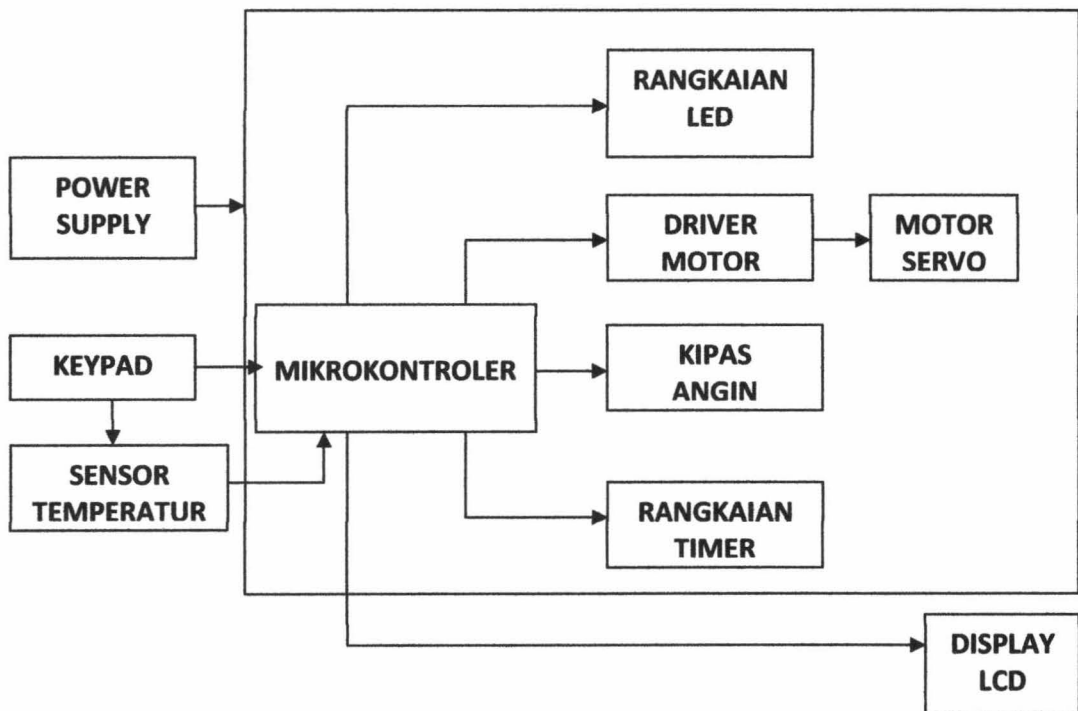 RANGKAIAN
LED
POWER
SUPPLY
DRIVER
MOTOR
MOTOR
SERVO
KEYPAD
MIKROKONTROLER
KIPAS
ANGIN
SENSOR
TEMPERATUR
RANGKAIAN
TIMER
DISPLAY
LCD